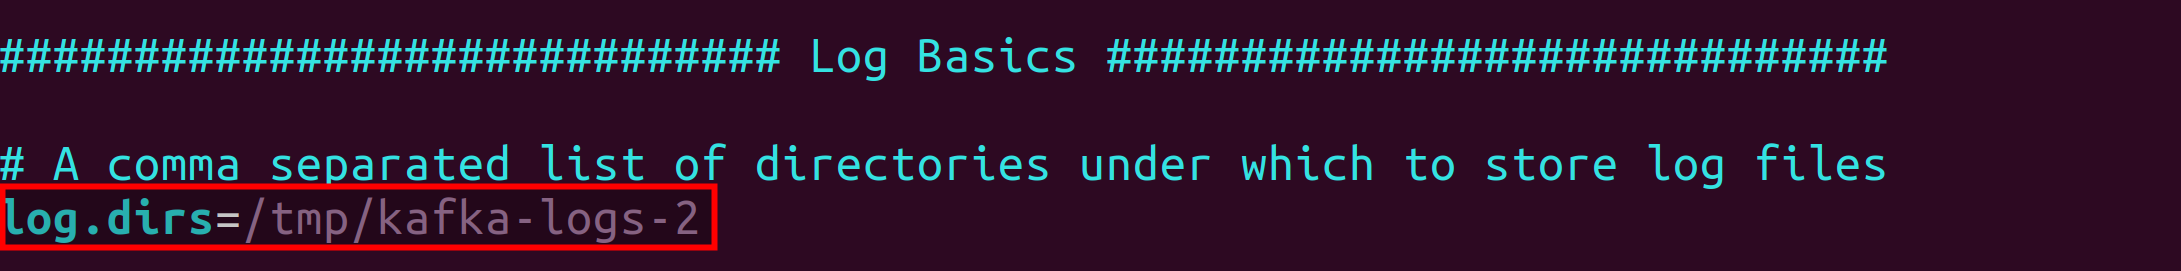 ############################# Log Basics #############################
# A comma separated list of directories under which to store log files
log.dirs=/tmp/kafka-logs-2